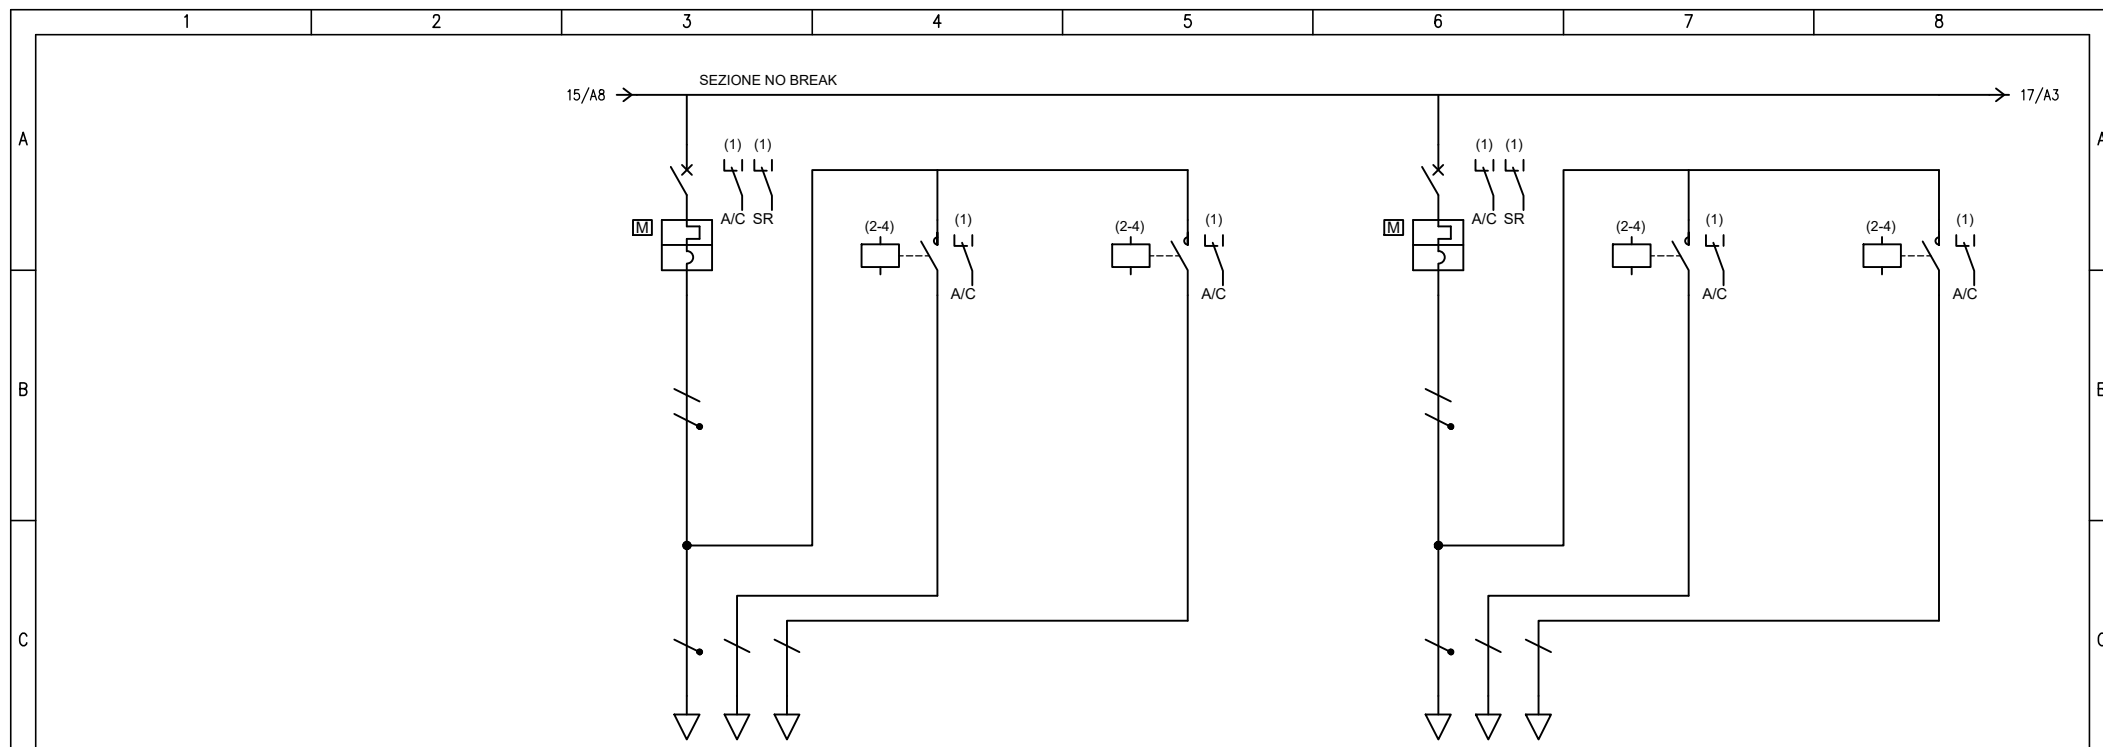 1 2 3 4 5 6 7 8
SEZIONE NO BREAK
15/A8 17/A3
A A
(1) (1) (1) (1)
A/C SR A/C SR
M (2-4) (1) (2-4) (1) M (2-4) (1) (2-4) (1)
A/C A/C A/C A/C
B
C